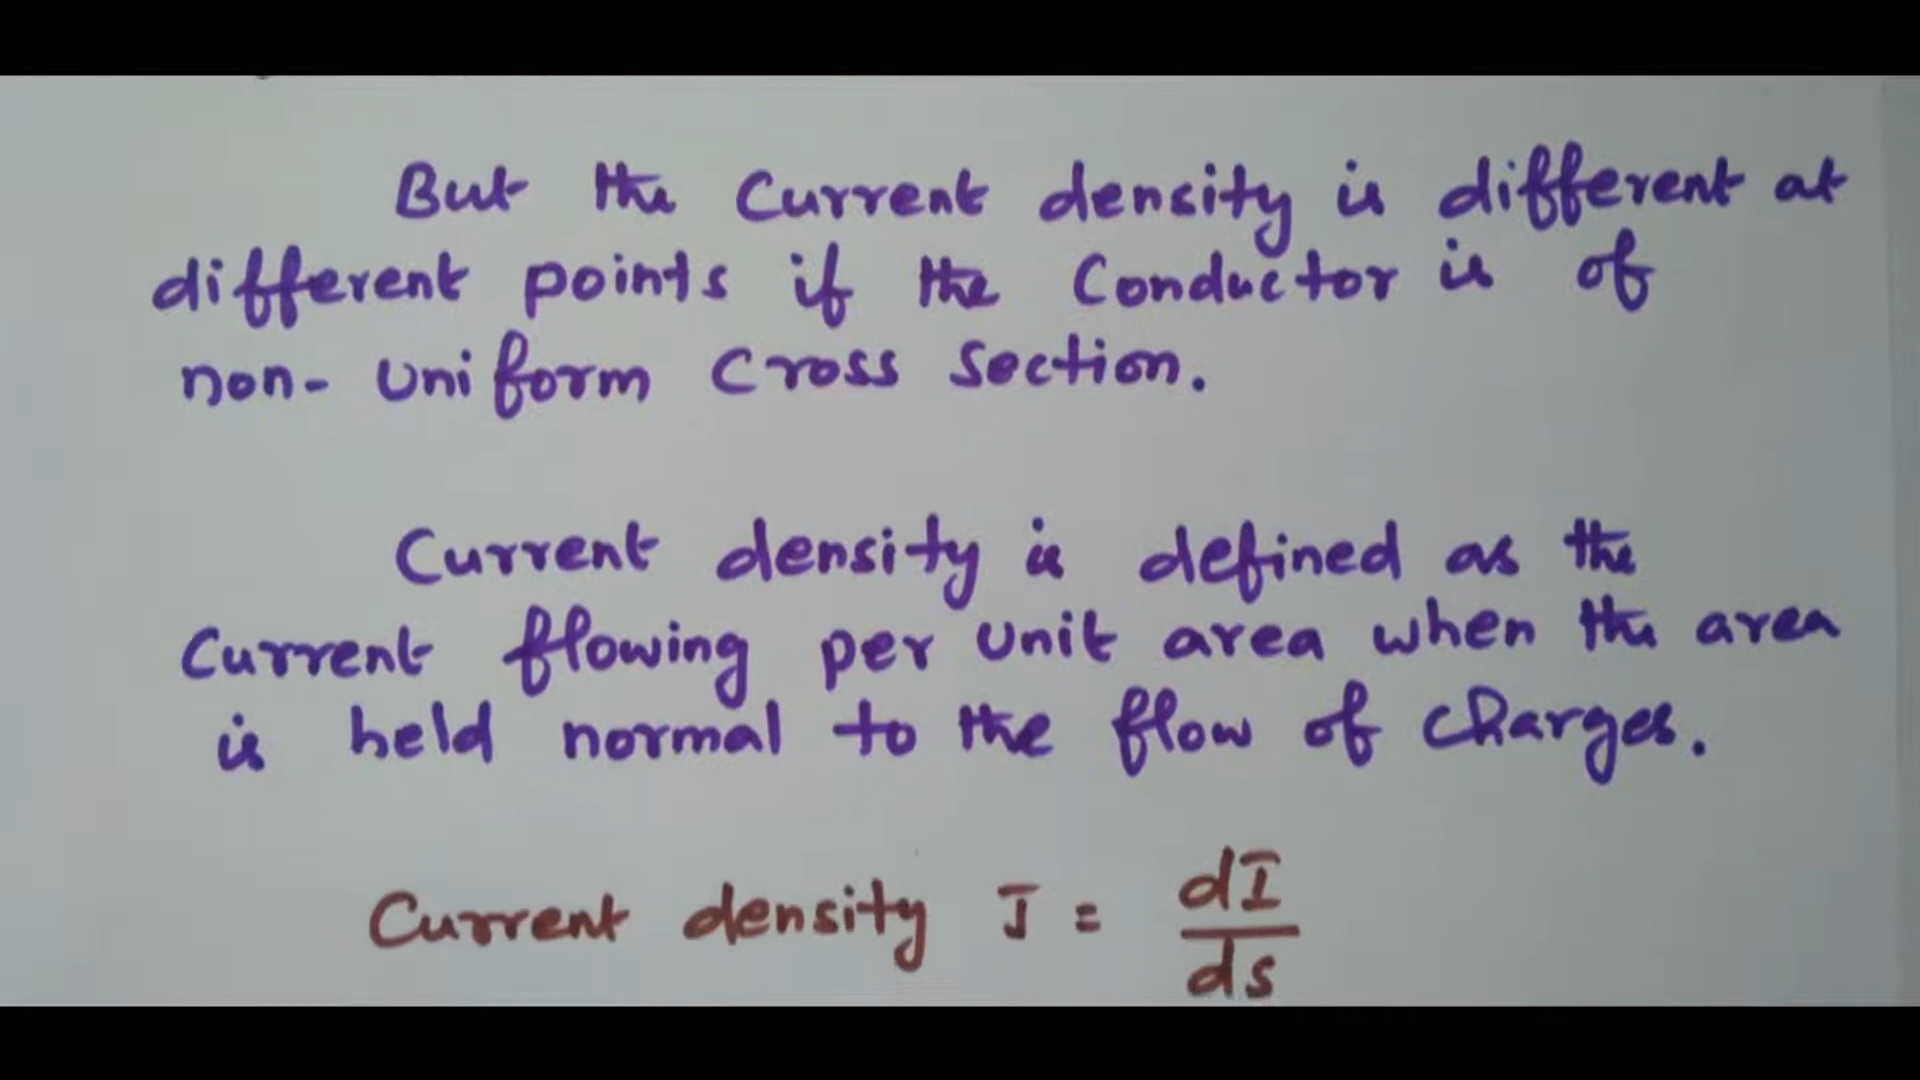 But the Current density is different at
different points if the Conductor is of
non-uniform Cross Section.
Current density is defined as the
Current flowing per unit area when the area
is held normal to the flow of charges.
Current density J = dI/ds